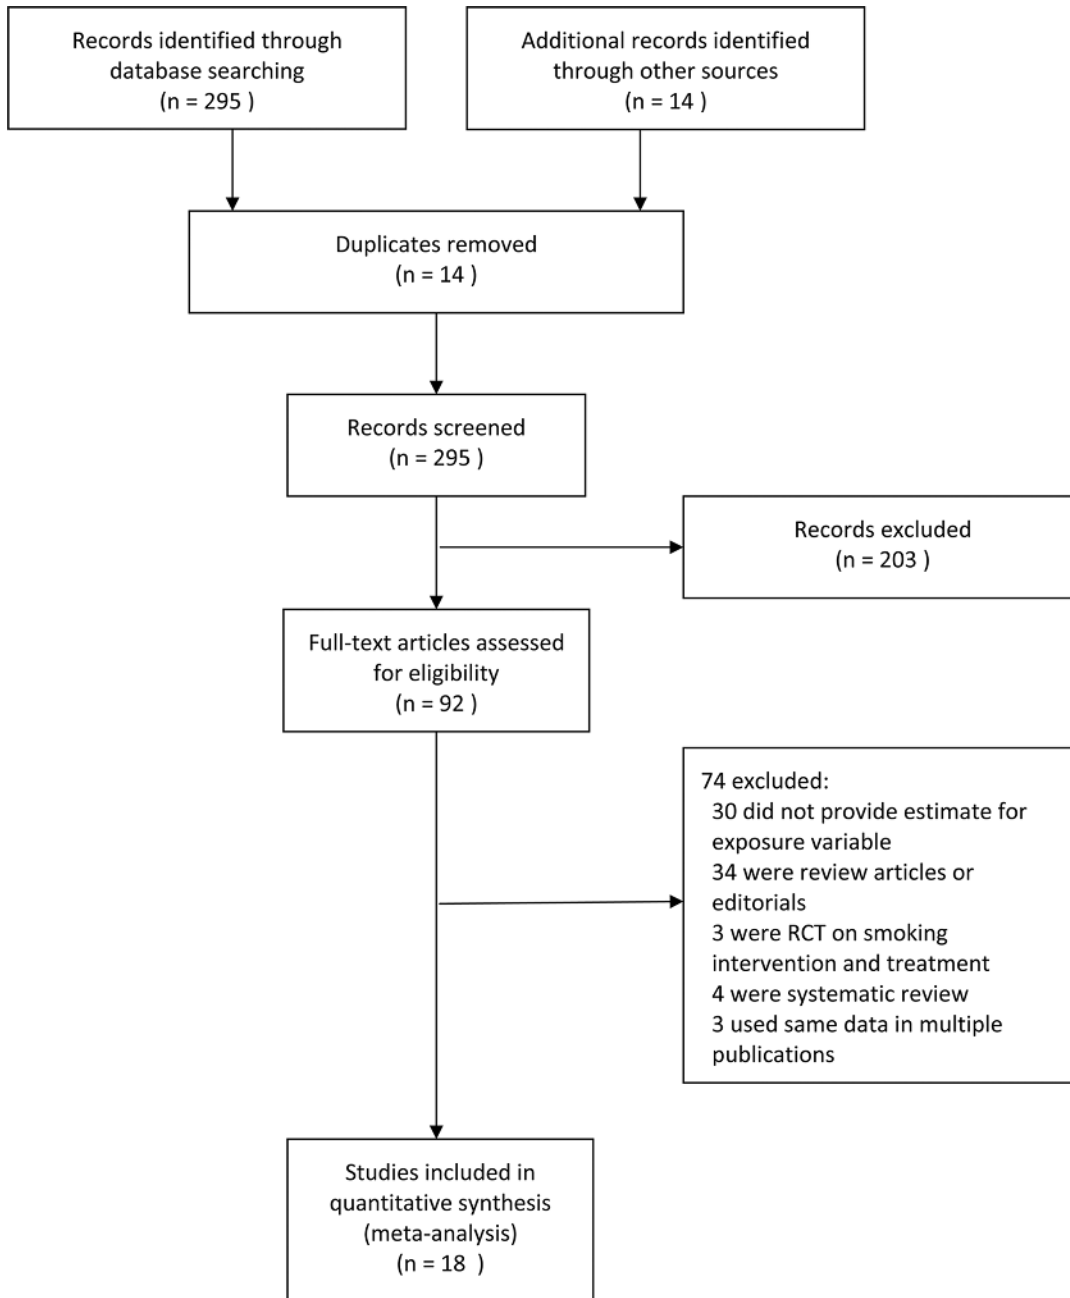 Records identified through
database searching
(n = 295 )
Additional records identified
through other sources
(n = 14 )
Duplicates removed
(n = 14 )
Records screened
(n = 295 )
Records excluded
(n = 203 )
Full-text articles assessed
for eligibility
(n = 92 )
74 excluded:
30 did not provide estimate for
exposure variable
34 were review articles or
editorials
3 were RCT on smoking
intervention and treatment
4 were systematic review
3 used same data in multiple
publications
Studies included in
quantitative synthesis
(meta-analysis)
(n = 18 )